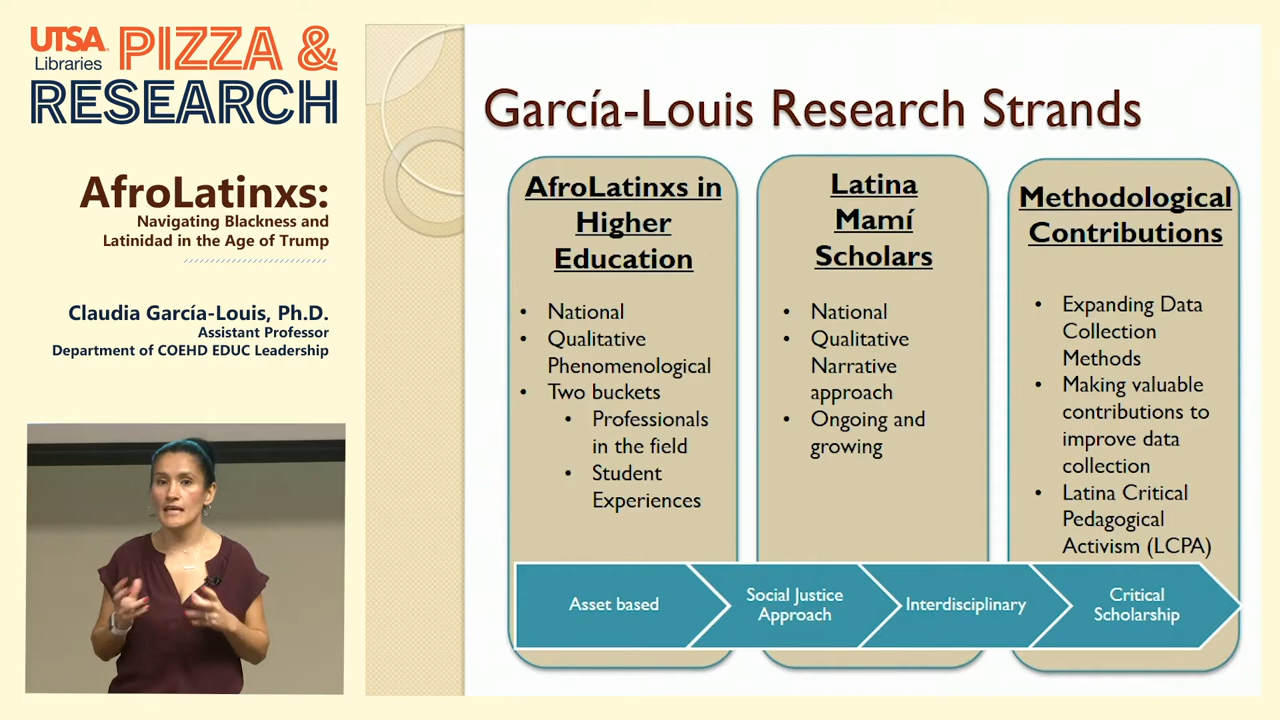 UTSA
Libraries
PIZZA &
RESEARCH
AfroLatinxs:
Navigating Blackness and
Latinidad in the Age of Trump
Claudia García-Louis, Ph.D.
Assistant Professor
Department of COEHD EDUC Leadership
García-Louis Research Strands
AfroLatinxs in
Higher
Education
• National
• Qualitative
Phenomenological
• Two buckets
• Professionals
in the field
• Student
Experiences
Latina
Mamí
Scholars
• National
• Qualitative
Narrative
approach
• Ongoing and
growing
Methodological
Contributions
• Expanding Data
Collection
Methods
• Making valuable
contributions to
improve data
collection
• Latina Critical
Pedagogical
Activism (LCPA)
Asset based
Social Justice
Approach
Interdisciplinary
Critical
Scholarship